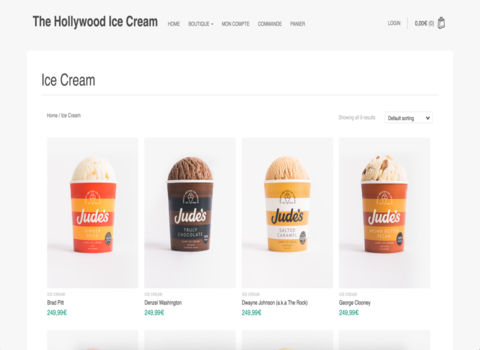 The Hollywood Ice Cream
HOME BOUTIQUE MON COMPTE COMMANDE PANIER
LOGIN 0,00€ (0)
Ice Cream
Home / Ice Cream
Showing all 9 results
Default sorting
Jude's
Jude's
TRULY
CHOCOLATE
Jude's
SALTED
CARAMEL
Jude's
ICE CREAM
Brad Pitt
249,99€
ICE CREAM
Denzel Washington
249,99€
ICE CREAM
Dwayne Johnson (a.k.a The Rock)
249,99€
ICE CREAM
George Clooney
249,99€